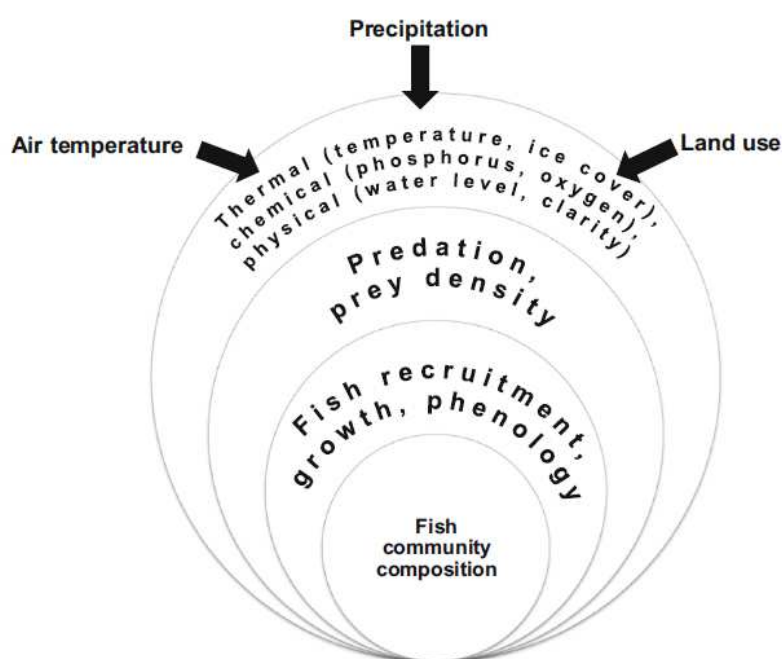 Precipitation
Air temperature
Land use
Thermal (temperature, ice cover),
chemical (phosphorus, oxygen),
physical (water level, clarity)
Predation,
prey density
Fish recruitment,
growth, phenology
Fish
community
composition